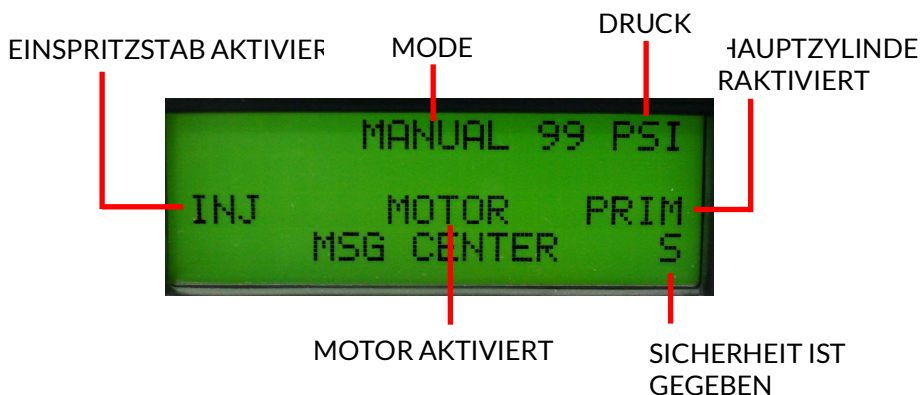 DRUCK
EINSPRITZSTAB AKTIVIER
MODE
HAUPTZYLINDE
RAKTIVIERT
MANUAL 99 PSI
INJ MOTOR PRIM
MSG CENTER S
MOTOR AKTIVIERT
SICHERHEIT IST
GEGEBEN